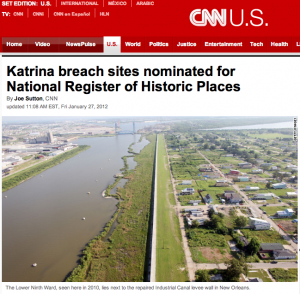 SET EDITION: U.S. INTERNATIONAL MÉXICO ARABIC
TV: CNN CNN en Español HLN
CNN U.S.
Home Video NewsPulse U.S. World Politics Justice Entertainment Tech Health
Katrina breach sites nominated for
National Register of Historic Places
By Joe Sutton, CNN
updated 11:08 AM EST, Fri January 27, 2012
The Lower Ninth Ward, seen here in 2010, lies next to the repaired Industrial Canal levee wall in New Orleans.